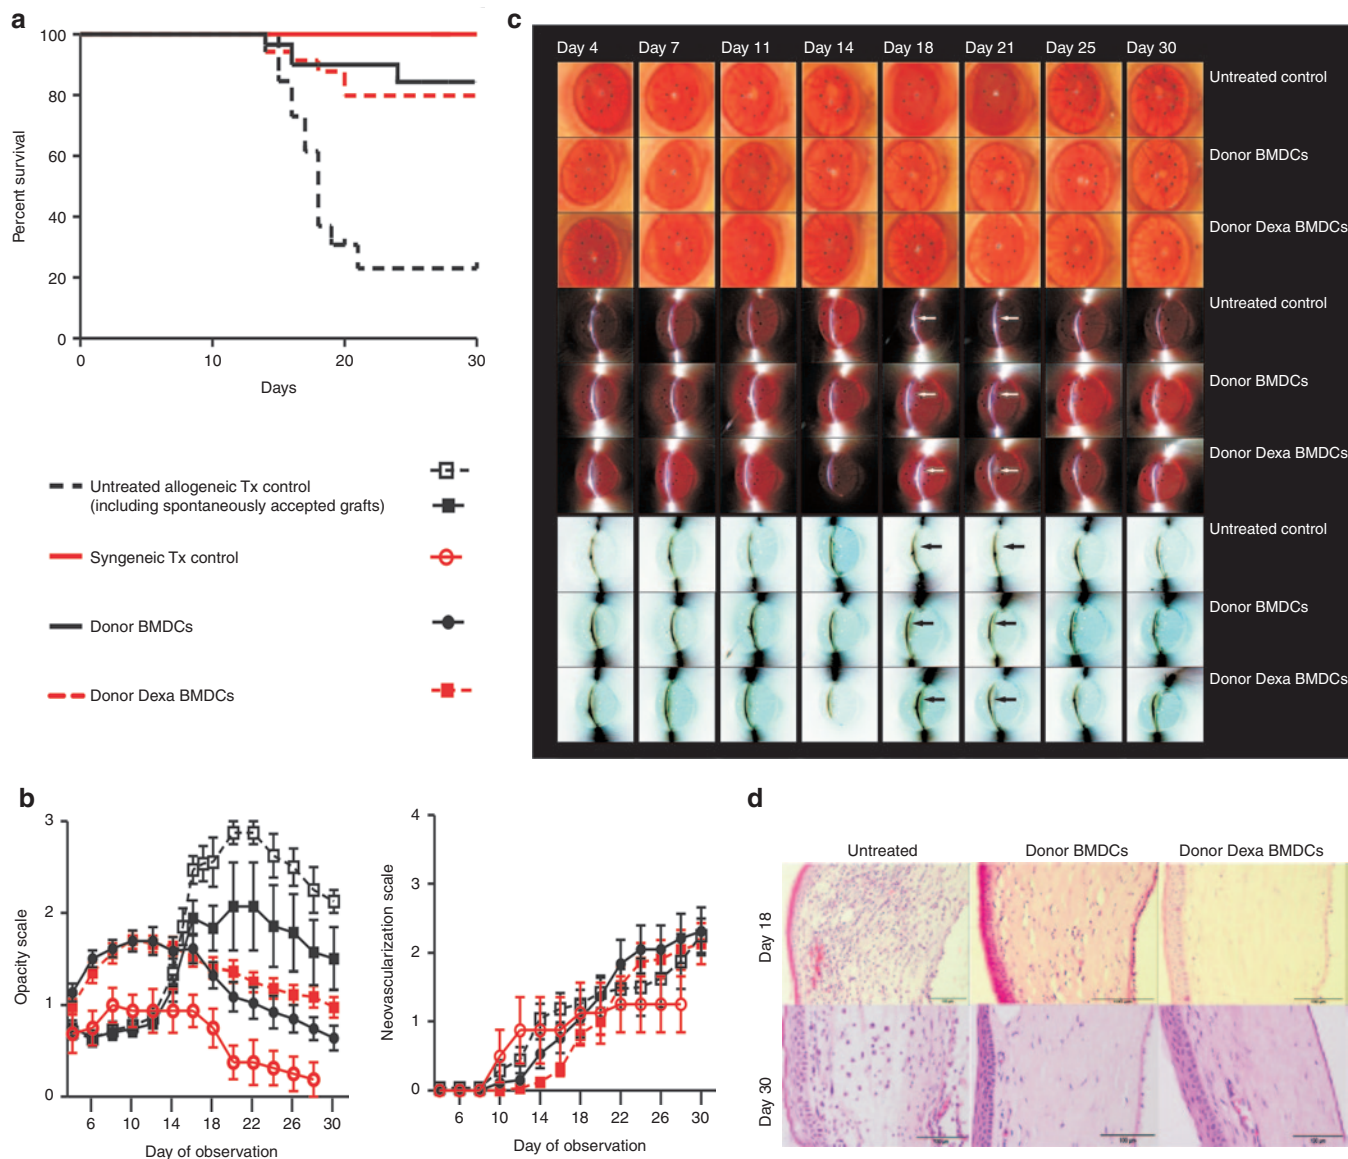 a
100
80
60
40
20
0
Percent survival
0 10 20 30
Days
Untreated allogeneic Tx control
(including spontaneously accepted grafts)
Syngeneic Tx control
Donor BMDCs
Donor Dexa BMDCs
b
3
2
1
0
Opacity scale
6 10 14 18 22 26 30
Day of observation
4
3
2
1
0
Neovascularization scale
6 10 14 18 22 26 30
Day of observation
c
Day 4 Day 7 Day 11 Day 14 Day 18 Day 21 Day 25 Day 30
Untreated control
Donor BMDCs
Donor Dexa BMDCs
Untreated control
Donor BMDCs
Donor Dexa BMDCs
Untreated control
Donor BMDCs
Donor Dexa BMDCs
d
Untreated Donor BMDCs Donor Dexa BMDCs
Day 18
Day 30
100 µm